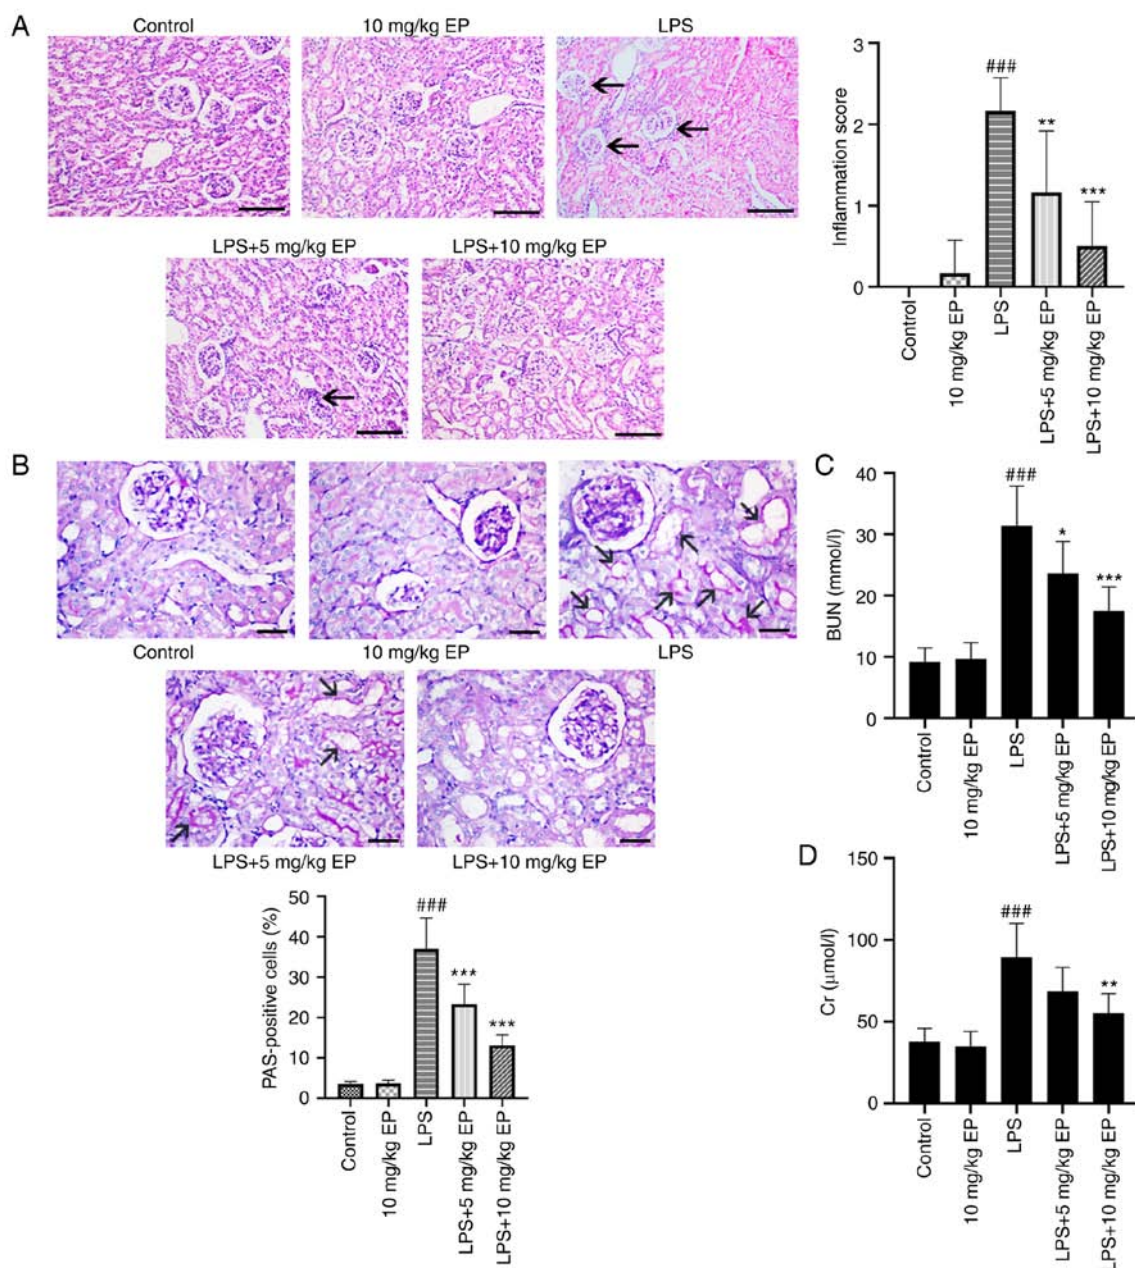 A
Control
10 mg/kg EP
LPS
LPS+5 mg/kg EP
LPS+10 mg/kg EP
Inflammation score
3
2
1
0
###
**
***
Control
10 mg/kg EP
LPS
LPS+5 mg/kg EP
LPS+10 mg/kg EP
B
Control
10 mg/kg EP
LPS
LPS+5 mg/kg EP
LPS+10 mg/kg EP
PAS-positive cells (%)
50
40
30
20
10
0
###
***
***
Control
10 mg/kg EP
LPS
LPS+5 mg/kg EP
LPS+10 mg/kg EP
C
BUN (mmol/l)
40
30
20
10
0
###
*
***
Control
10 mg/kg EP
LPS
LPS+5 mg/kg EP
LPS+10 mg/kg EP
D
Cr (μmol/l)
150
100
50
0
###
**
Control
10 mg/kg EP
LPS
LPS+5 mg/kg EP
LPS+10 mg/kg EP